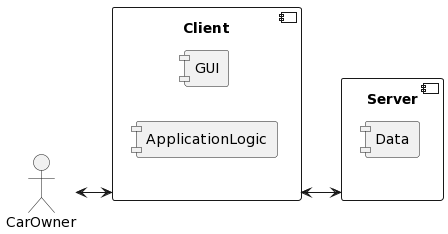 Client
GUI
ApplicationLogic
Server
Data
CarOwner